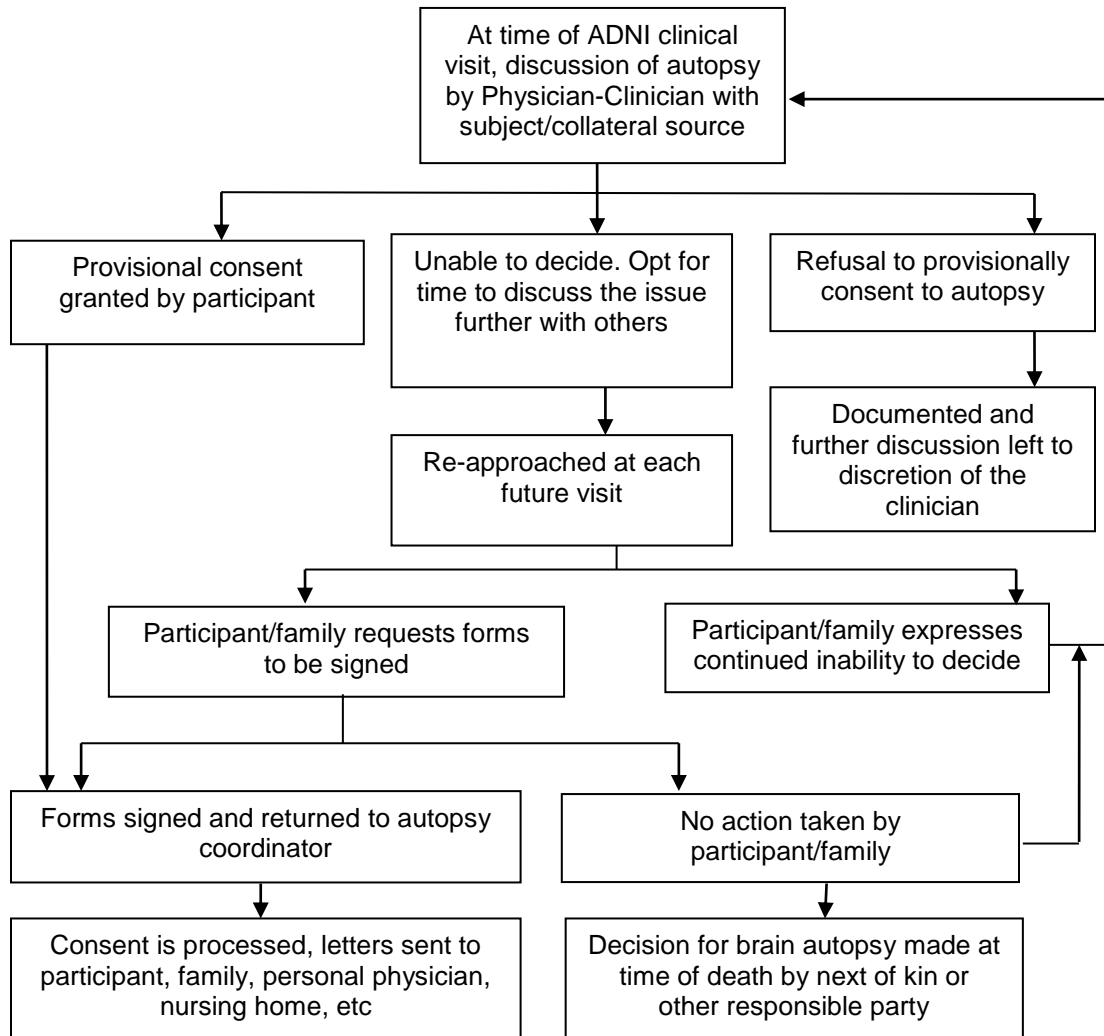 At time of ADNI clinical
visit, discussion of autopsy
by Physician-Clinician with
subject/collateral source
Provisional consent
granted by participant
Unable to decide. Opt for
time to discuss the issue
further with others
Refusal to provisionally
consent to autopsy
Documented and
further discussion left to
discretion of the
clinician
Re-approached at each
future visit
Participant/family requests forms
to be signed
Participant/family expresses
continued inability to decide
Forms signed and returned to autopsy
coordinator
No action taken by
participant/family
Consent is processed, letters sent to
participant, family, personal physician,
nursing home, etc
Decision for brain autopsy made at
time of death by next of kin or
other responsible party